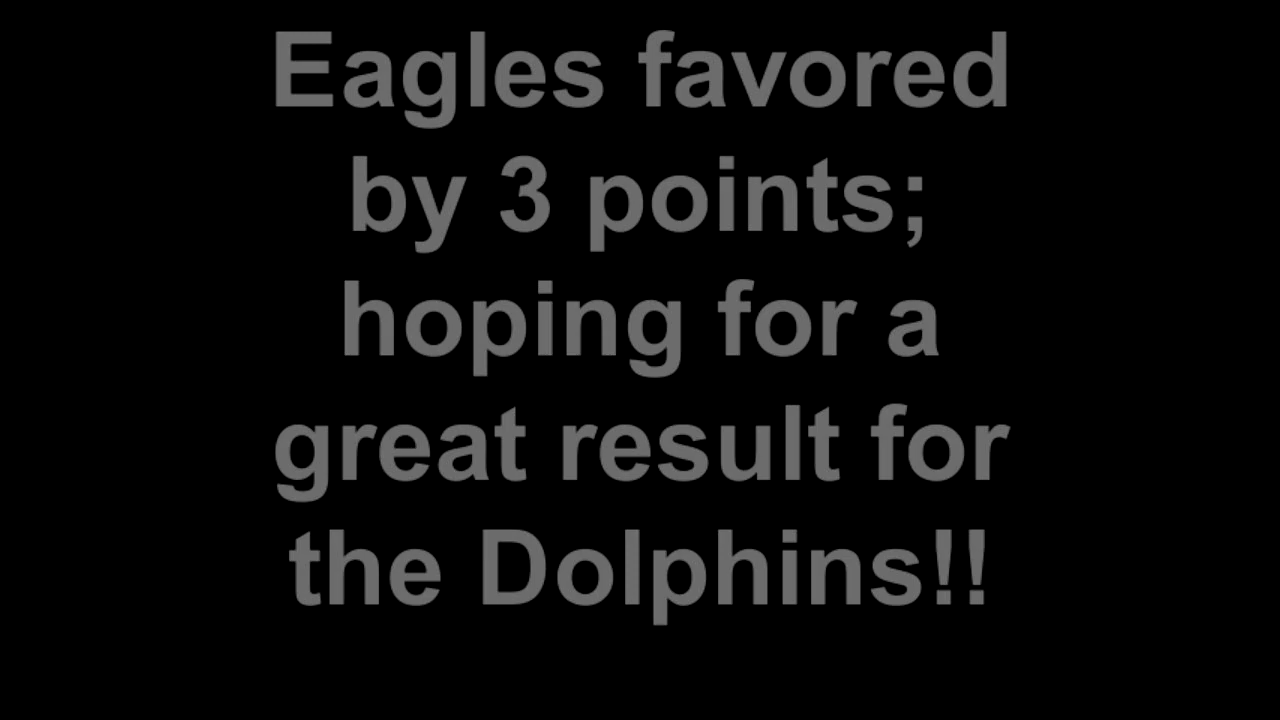 Eagles favored
by 3 points;
hoping for a
great result for
the Dolphins!!